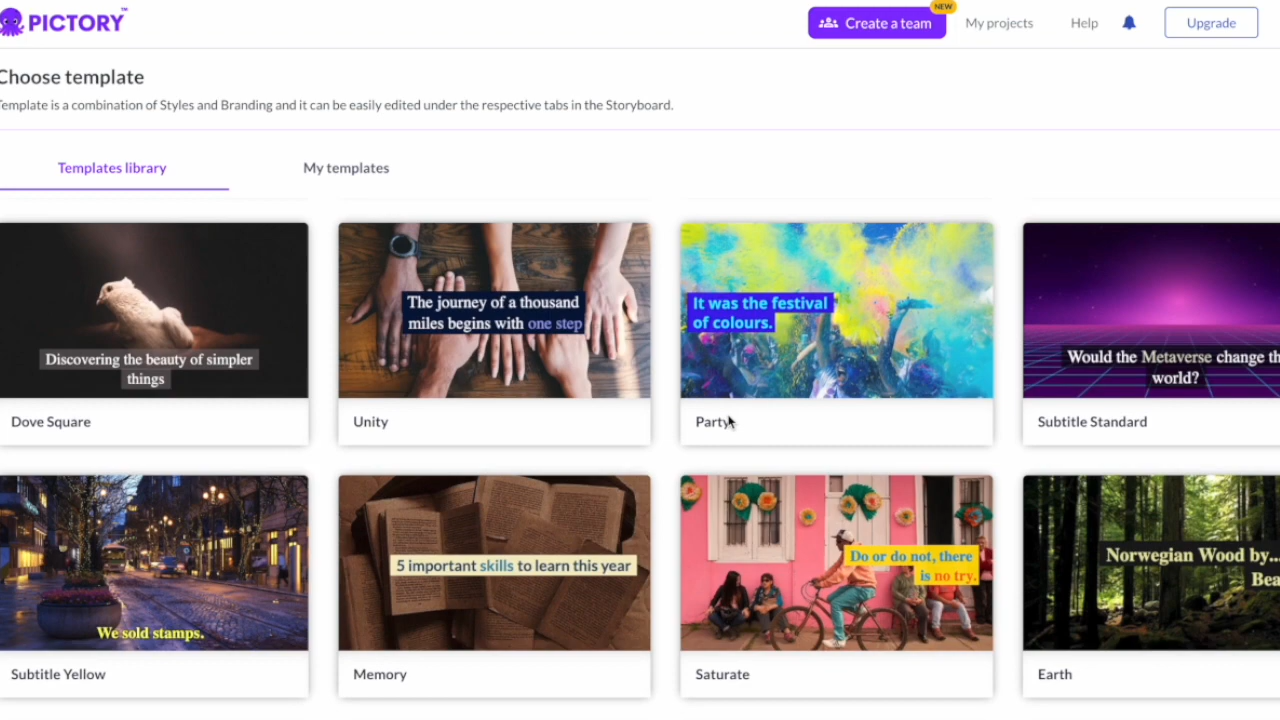 PICTORY™
NEW
Create a team
My projects
Help
Upgrade
Choose template
Template is a combination of Styles and Branding and it can be easily edited under the respective tabs in the Storyboard.
Templates library
My templates
Discovering the beauty of simpler
things
Dove Square
The journey of a thousand
miles begins with one step
Unity
It was the festival
of colours.
Party
Would the Metaverse change th
world?
Subtitle Standard
We sold stamps.
Subtitle Yellow
5 important skills to learn this year
Memory
Do or do not, there
is no try.
Saturate
Norwegian Wood by...
Bea
Earth